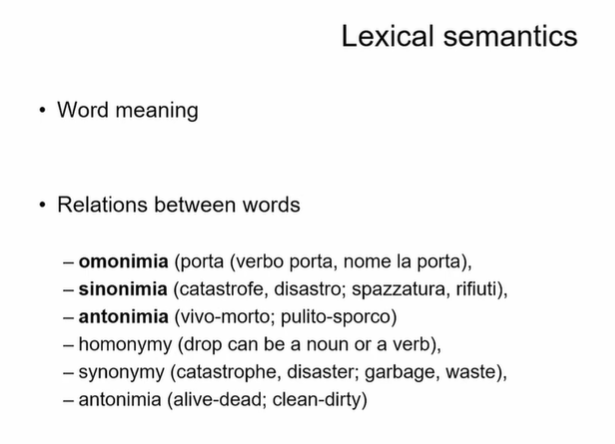 Lexical semantics
• Word meaning
• Relations between words
– omonimia (porta (verbo porta, nome la porta),
– sinonimia (catastrofe, disastro; spazzatura, rifiuti),
– antonimia (vivo-morto; pulito-sporco)
– homonymy (drop can be a noun or a verb),
– synonymy (catastrophe, disaster; garbage, waste),
– antonimia (alive-dead; clean-dirty)